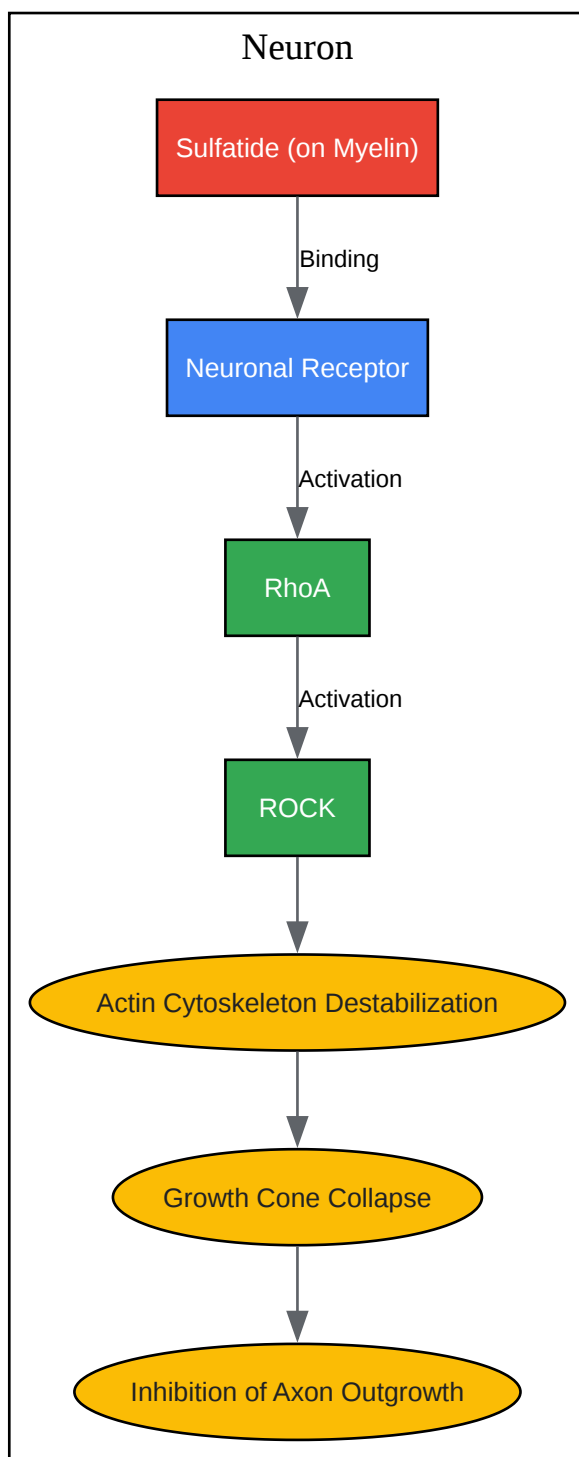 Neuron
Sulfatide (on Myelin)
Binding
Neuronal Receptor
Activation
RhoA
Activation
ROCK
Actin Cytoskeleton Destabilization
Growth Cone Collapse
Inhibition of Axon Outgrowth